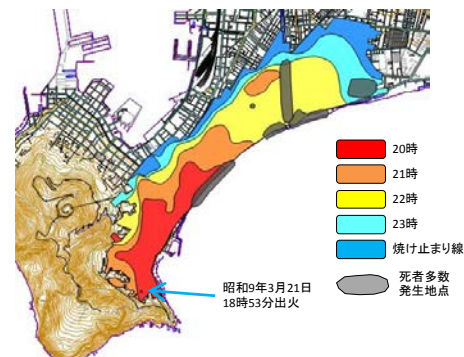 20時
21時
22時
23時
焼け止まり線
死者多数
発生地点
昭和9年3月21日
18時53分出火